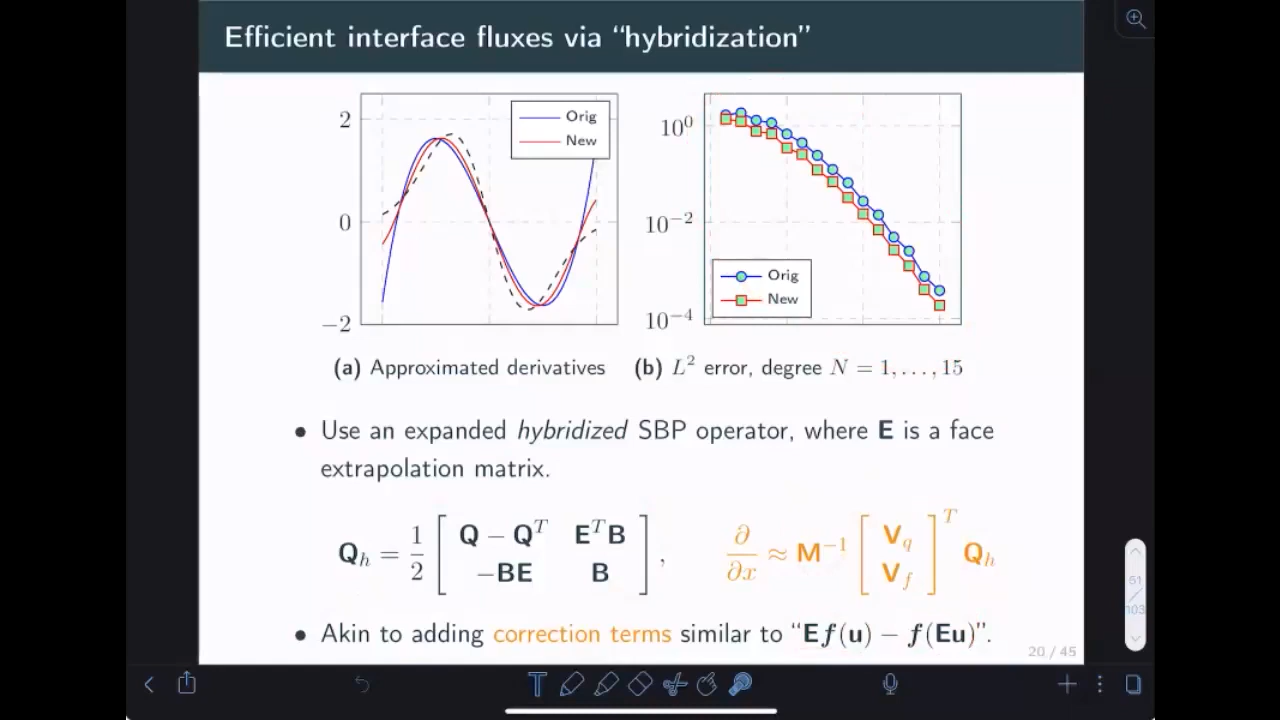 Efficient interface fluxes via “hybridization”
2
0
−2
Orig
New
10^0
10^−2
10^−4
Orig
New
(a) Approximated derivatives
(b) L^2 error, degree N = 1, . . . , 15
• Use an expanded hybridized SBP operator, where E is a face
extrapolation matrix.
Q_h = 1/2 [ Q − Q^T E^T B ; −BE B ] , ∂/∂x ≈ M^−1 [ V_q ; V_f ]^T Q_h
• Akin to adding correction terms similar to “Ef(u) − f(Eu)”.
20 / 45
51
103
T